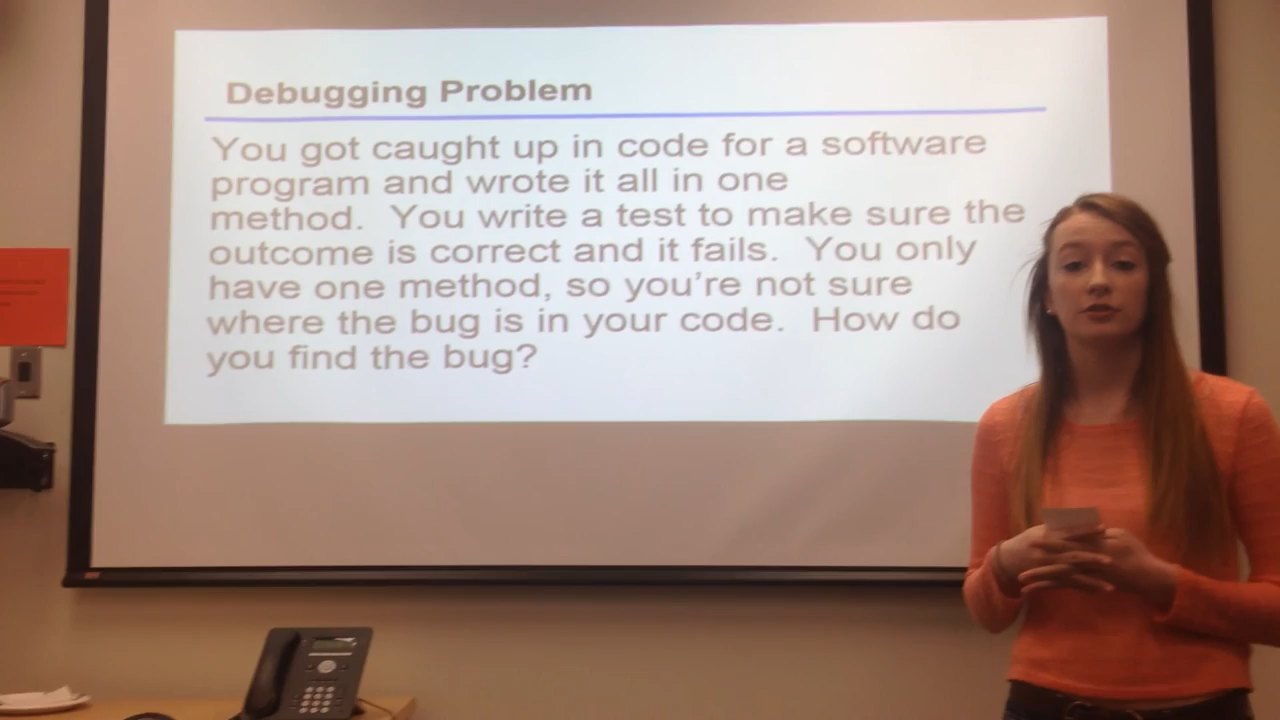 Debugging Problem
You got caught up in code for a software
program and wrote it all in one
method.  You write a test to make sure the
outcome is correct and it fails.  You only
have one method, so you're not sure
where the bug is in your code.  How do
you find the bug?